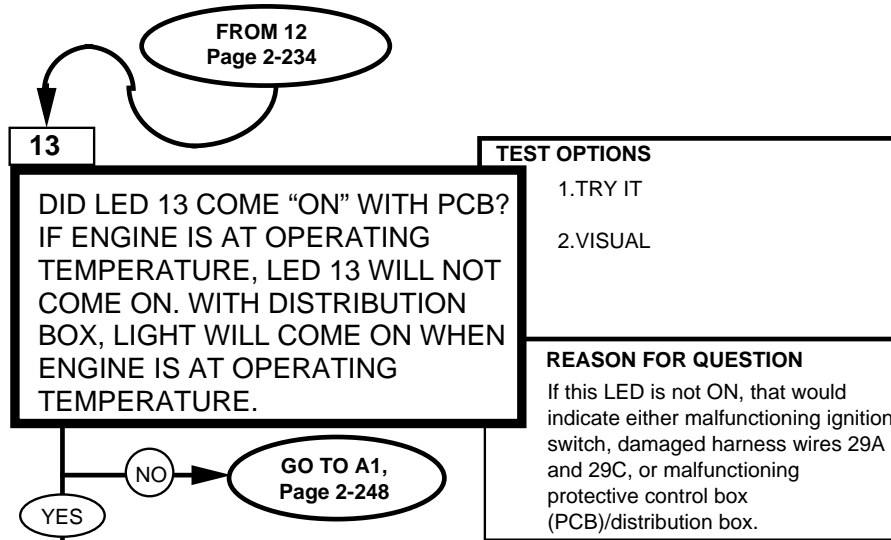 FROM 12
Page 2-234
13
DID LED 13 COME “ON” WITH PCB?
IF ENGINE IS AT OPERATING
TEMPERATURE, LED 13 WILL NOT
COME ON. WITH DISTRIBUTION
BOX, LIGHT WILL COME ON WHEN
ENGINE IS AT OPERATING
TEMPERATURE.
TEST OPTIONS
1.TRY IT
2.VISUAL
REASON FOR QUESTION
If this LED is not ON, that would
indicate either malfunctioning ignition
switch, damaged harness wires 29A
and 29C, or malfunctioning
protective control box
(PCB)/distribution box.
NO
GO TO A1,
Page 2-248
YES